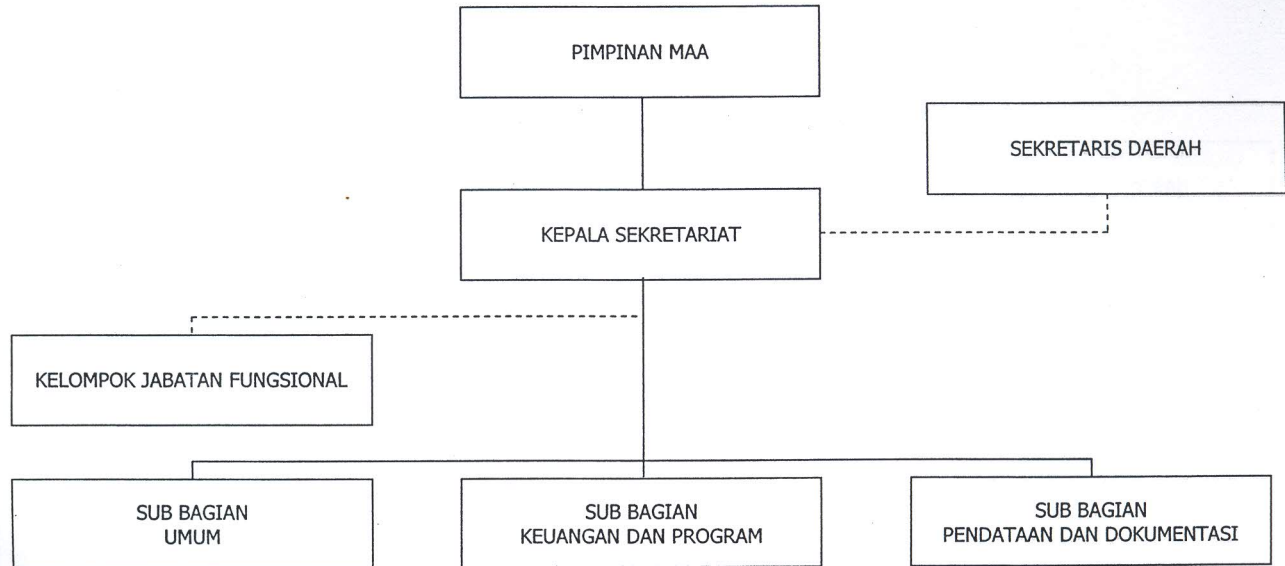 PIMPINAN MAA
SEKRETARIS DAERAH
KEPALA SEKRETARIAT
KELOMPOK JABATAN FUNGSIONAL
SUB BAGIAN
UMUM
SUB BAGIAN
KEUANGAN DAN PROGRAM
SUB BAGIAN
PENDATAAN DAN DOKUMENTASI